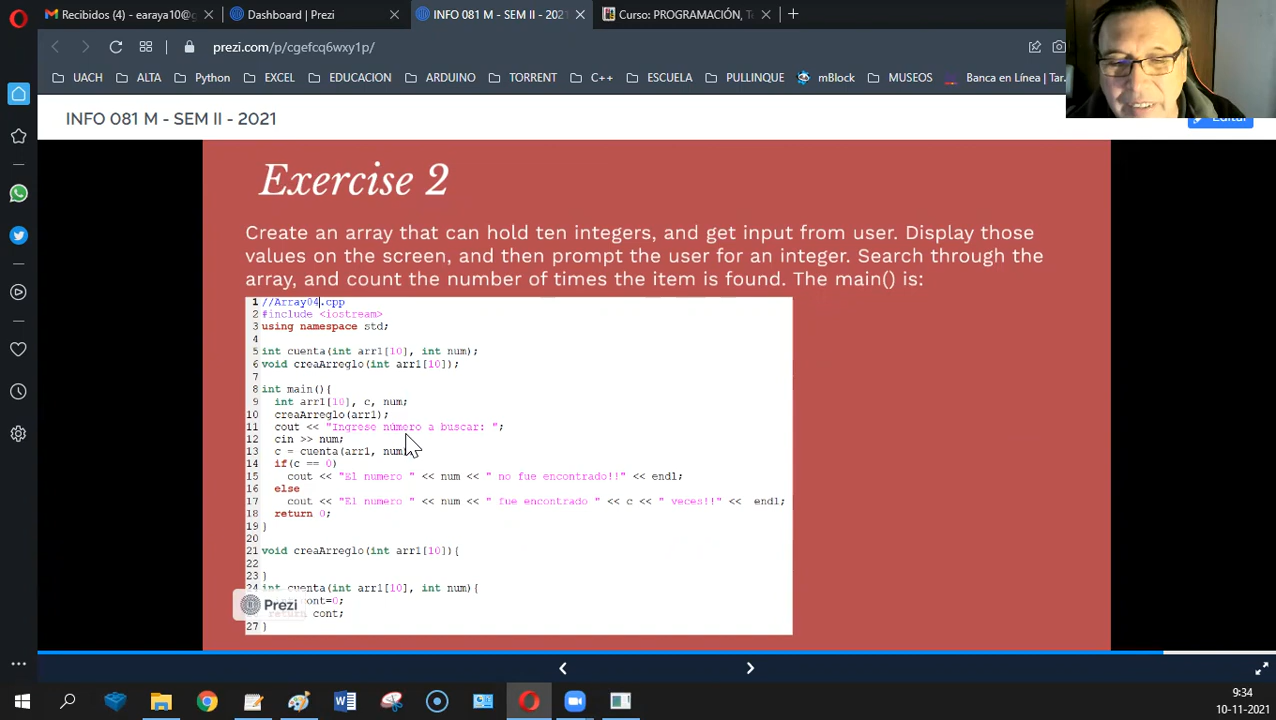 Recibidos (4) - earaya10@g
Dashboard | Prezi
INFO 081 M - SEM II - 2021
Curso: PROGRAMACIÓN, Te
prezi.com/p/cgefcq6wxy1p/
UACH
ALTA
Python
EXCEL
EDUCACION
ARDUINO
TORRENT
C++
ESCUELA
PULLINQUE
mBlock
MUSEOS
Banca en Línea | Tar.
INFO 081 M - SEM II - 2021
Editar
Exercise 2
Create an array that can hold ten integers, and get input from user. Display those
values on the screen, and then prompt the user for an integer. Search through the
array, and count the number of times the item is found. The main() is:
1 //Array04.cpp
2 #include <iostream>
3 using namespace std;
4
5 int cuenta(int arr1[10], int num);
6 void creaArreglo(int arr1[10]);
7
8 int main(){
9 int arr1[10], c, num;
10 creaArreglo(arr1);
11 cout << "Ingrese número a buscar: ";
12 cin >> num;
13 c = cuenta(arr1, num
14 if(c == 0)
15 cout << "El numero " << num << " no fue encontrado!!" << endl;
16 else
17 cout << "El numero " << num << " fue encontrado " << c << " veces!!" << endl;
18 return 0;
19 }
20
21 void creaArreglo(int arr1[10]){
22
23 }
24 int cuenta(int arr1[10], int num){
cont=0;
return cont;
27 }
Prezi
9:34
10-11-2021